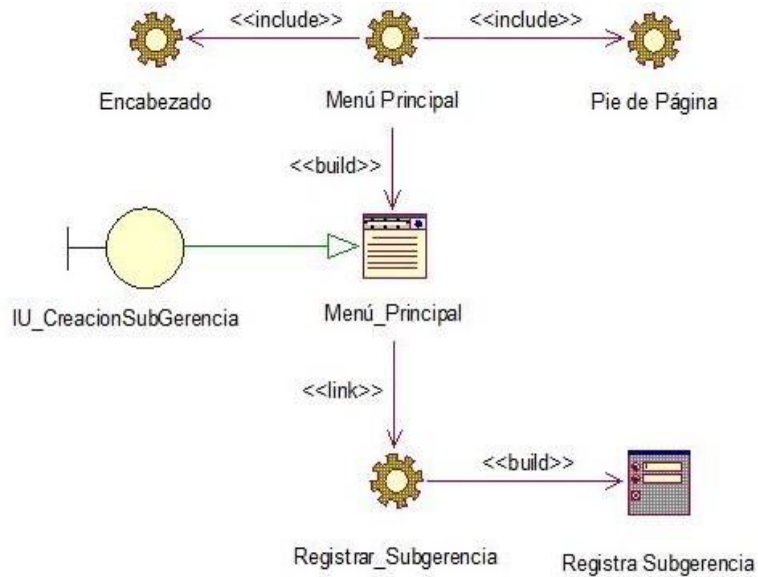 <<include>>
<<include>>
Encabezado
Menú Principal
Pie de Página
<<build>>
IU_CreacionSubGerencia
Menú_Principal
<<link>>
<<build>>
Registrar_Subgerencia
Registra Subgerencia